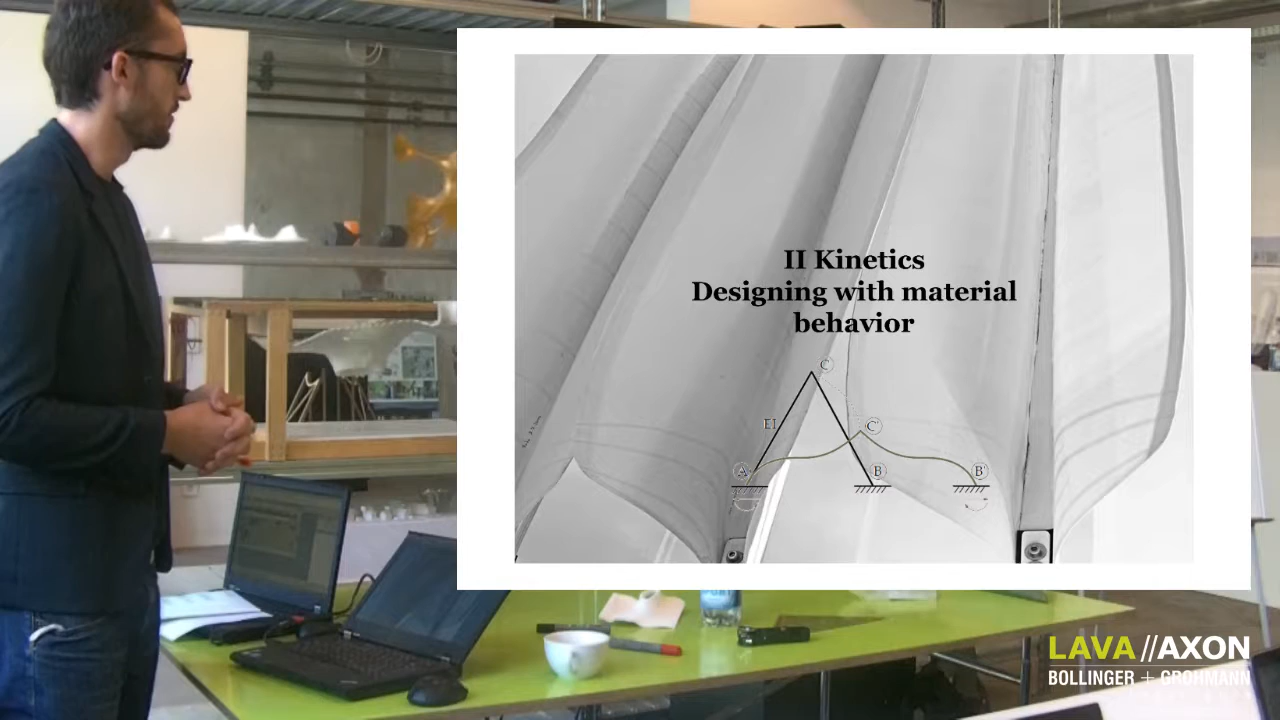 II Kinetics
Designing with material
behavior
C
EI
C'
A
B
B'
LAVA //AXON
BOLLINGER + GROHMANN